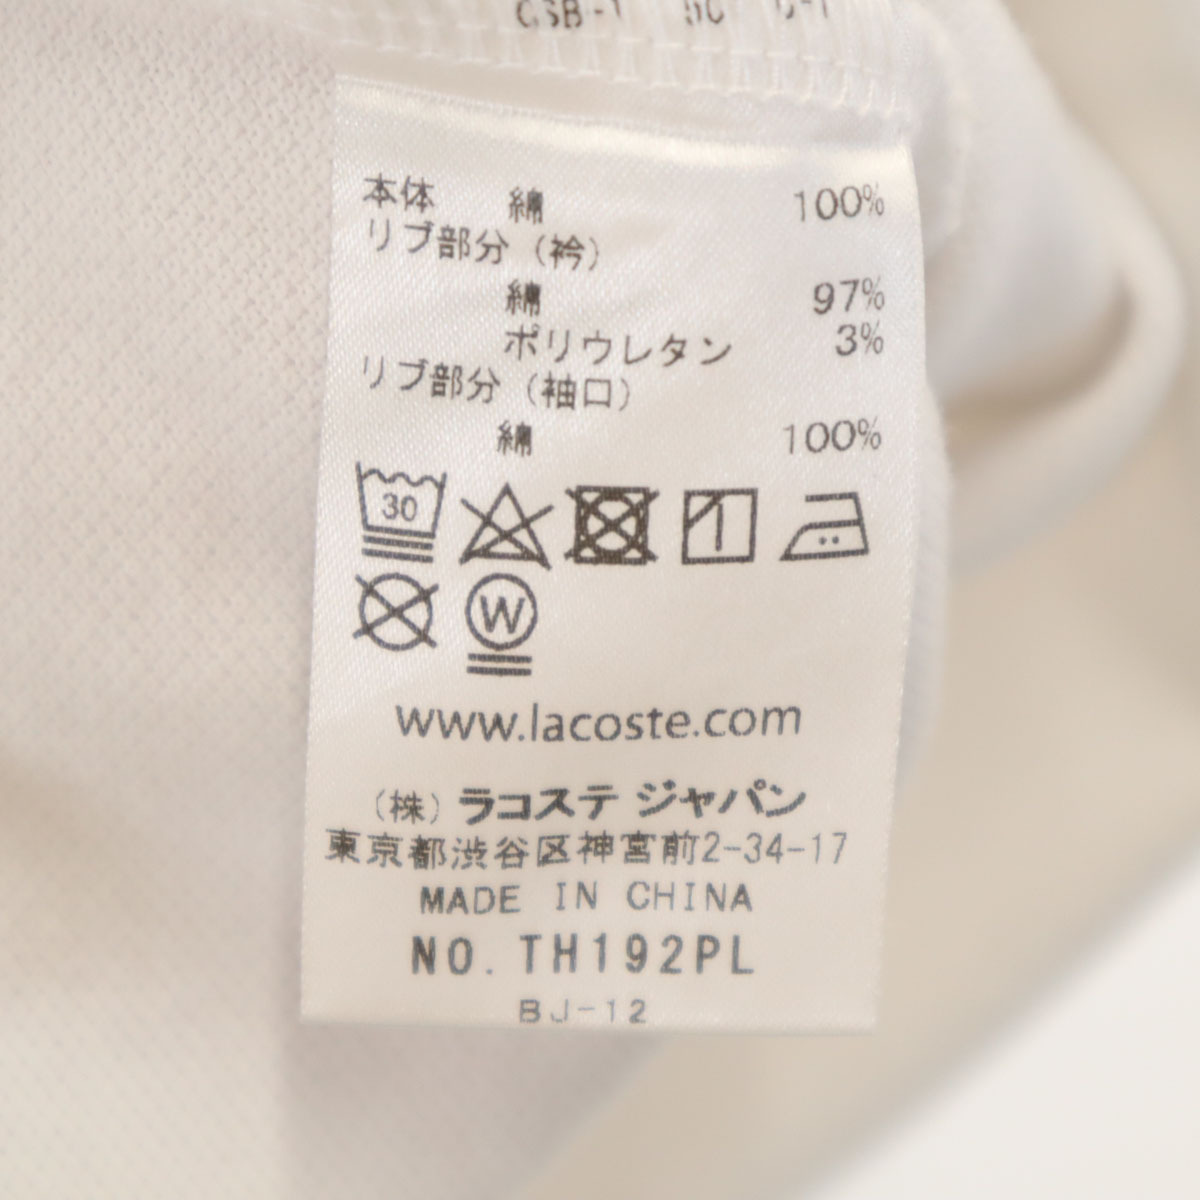 本体 綿 100%
リブ部分（衿）
綿 97%
ポリウレタン 3%
リブ部分（袖口）
綿 100%
30
W
www.lacoste.com
（株）ラコステ ジャパン
東京都渋谷区神宮前2-34-17
MADE IN CHINA
NO. TH192PL
BJ-12